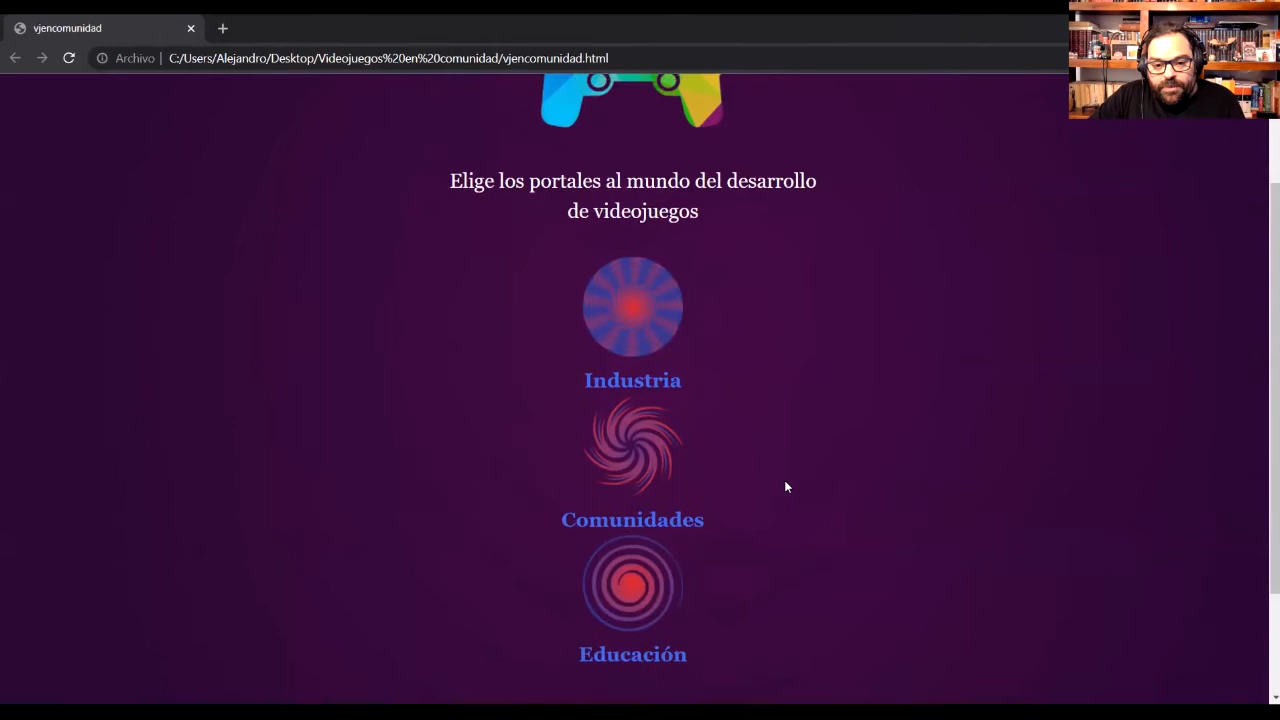 vjencomunidad
Archivo | C:/Users/Alejandro/Desktop/Videojuegos%20en%20comunidad/vjencomunidad.html
Elige los portales al mundo del desarrollo
de videojuegos
Industria
Comunidades
Educación